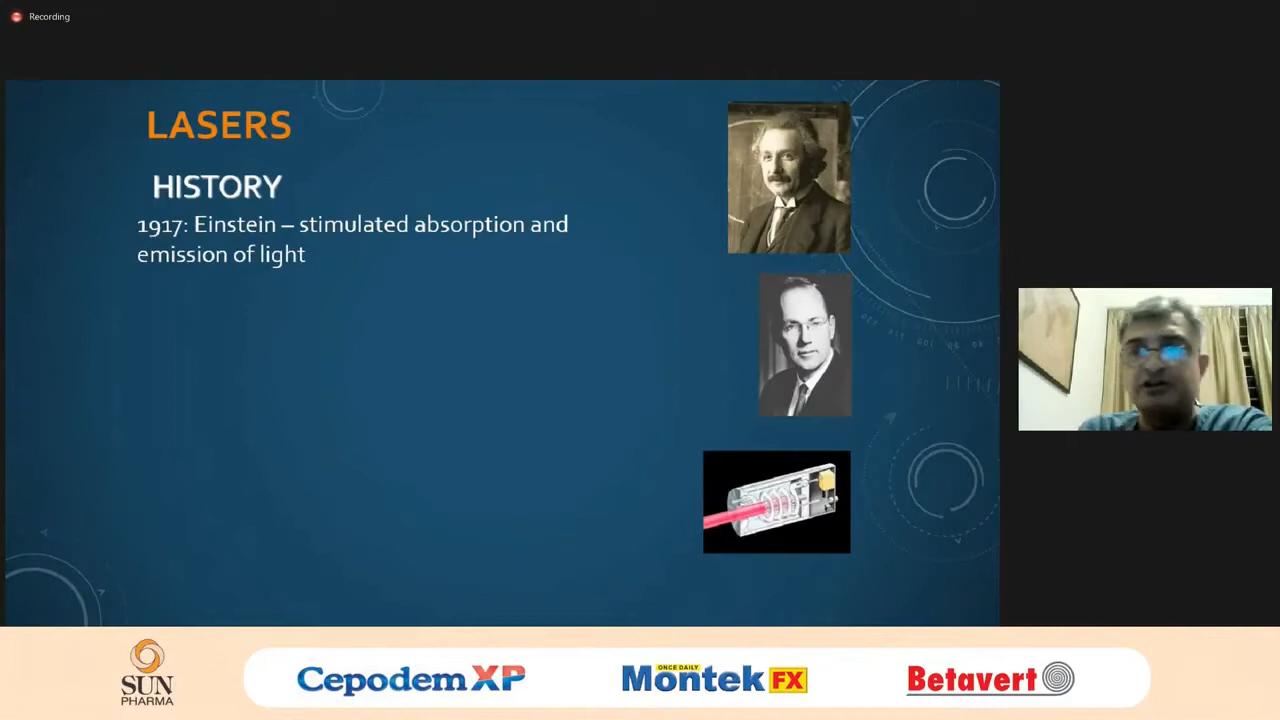 Recording
LASERS
HISTORY
1917: Einstein – stimulated absorption and
emission of light
SUN
PHARMA
Cepodem XP
ONCE DAILY
Montek FX
Betavert